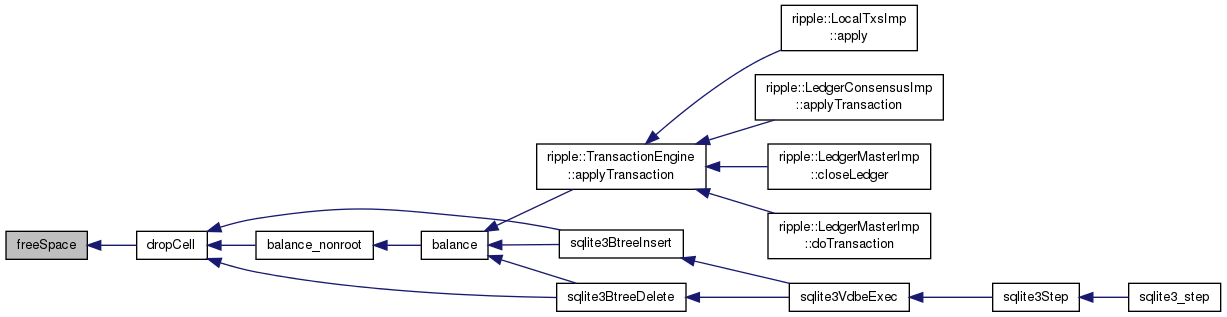 ripple::LocalTxsImp
::apply
ripple::LedgerConsensusImp
::applyTransaction
ripple::TransactionEngine
::applyTransaction
ripple::LedgerMasterImp
::closeLedger
ripple::LedgerMasterImp
::doTransaction
freeSpace
dropCell
balance_nonroot
balance
sqlite3BtreeInsert
sqlite3BtreeDelete
sqlite3VdbeExec
sqlite3Step
sqlite3_step